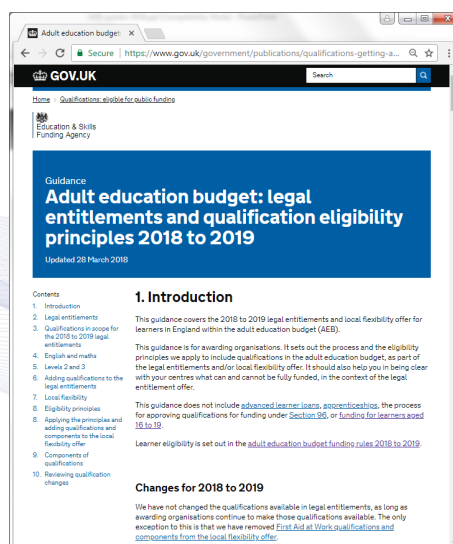 Adult education budget:
Secure
https://www.gov.uk/government/publications/qualifications-getting-a...
GOV.UK
Search
Home
Qualifications: eligible for public funding
Education & Skills
Funding Agency
Guidance
Adult education budget: legal
entitlements and qualification eligibility
principles 2018 to 2019
Updated 28 March 2018
Contents
1. Introduction
2. Legal entitlements
3. Qualifications in scope for
the 2018 to 2019 legal
entitlements
4. English and maths
5. Levels 2 and 3
6. Adding qualifications to the
legal entitlements
7. Local flexibility
8. Eligibility principles
8. Applying the principles and
adding qualifications and
components to the local
flexibility offer
9. Components of
qualifications
10. Reviewing qualification
changes
1. Introduction
This guidance covers the 2018 to 2019 legal entitlements and local flexibility offer for
learners in England within the adult education budget (AEB).
This guidance is for awarding organisations. It sets out the process and the eligibility
principles we apply to include qualifications in the adult education budget, as part of
the legal entitlements and/or local flexibility offer. It should also help you in being clear
with your centres what can and cannot be fully funded, in the context of the legal
entitlement offer.
This guidance does not include advanced learner loans, apprenticeships, the process
for approving qualifications for funding under Section 96, or funding for learners aged
16 to 19.
Learner eligibility is set out in the adult education budget funding rules 2018 to 2019.
Changes for 2018 to 2019
We have not changed the qualifications available in legal entitlements, as long as
awarding organisations continue to make those qualifications available. The only
exception to this is that we have removed First Aid at Work qualifications and
components from the local flexibility offer.